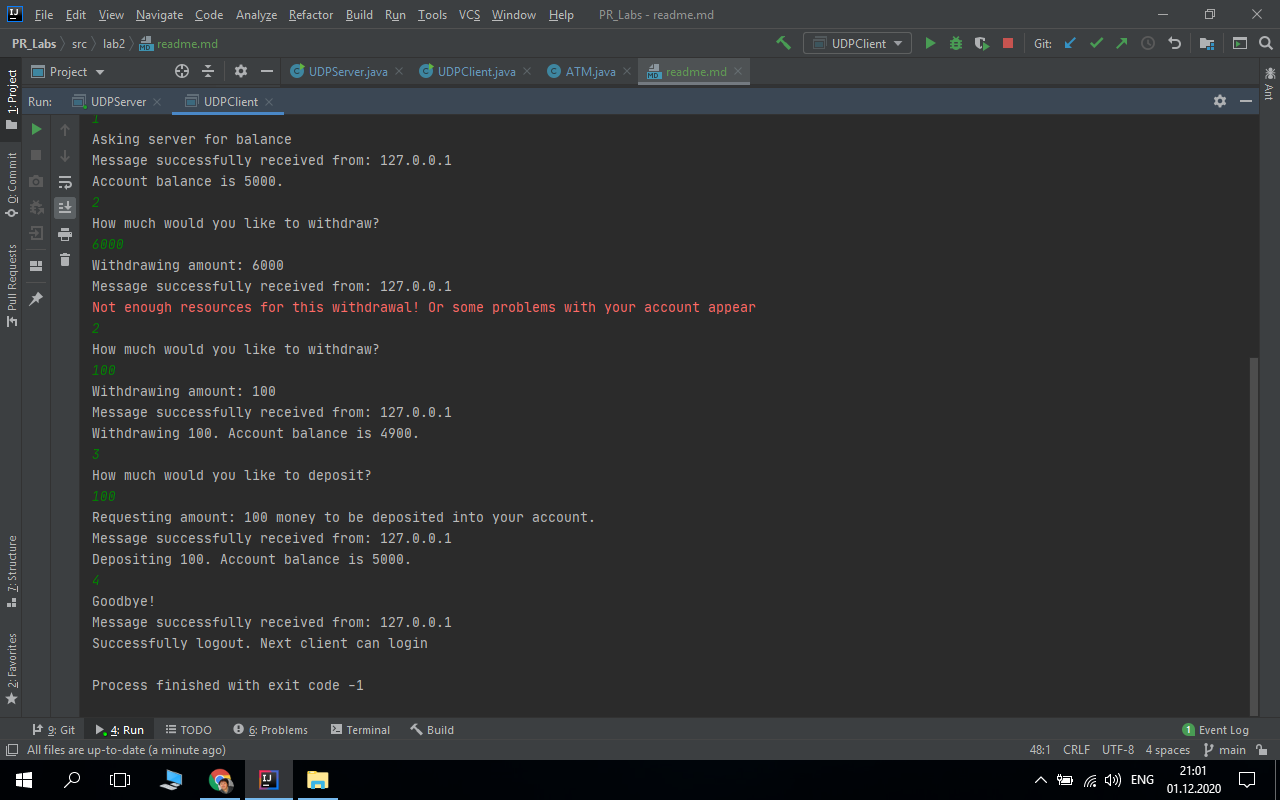 File Edit View Navigate Code Analyze Refactor Build Run Tools VCS Window Help PR_Labs - readme.md
PR_Labs src lab2 readme.md UDPClient Git:
Project UDPServer.java UDPClient.java ATM.java readme.md
Run: UDPServer UDPClient
1: Project
0: Commit
Pull Requests
7: Structure
2: Favorites
Ant
1
Asking server for balance
Message successfully received from: 127.0.0.1
Account balance is 5000.
2
How much would you like to withdraw?
6000
Withdrawing amount: 6000
Message successfully received from: 127.0.0.1
Not enough resources for this withdrawal! Or some problems with your account appear
2
How much would you like to withdraw?
100
Withdrawing amount: 100
Message successfully received from: 127.0.0.1
Withdrawing 100. Account balance is 4900.
3
How much would you like to deposit?
100
Requesting amount: 100 money to be deposited into your account.
Message successfully received from: 127.0.0.1
Depositing 100. Account balance is 5000.
4
Goodbye!
Message successfully received from: 127.0.0.1
Successfully logout. Next client can login
Process finished with exit code -1
9: Git 4: Run TODO 6: Problems Terminal Build 1 Event Log
All files are up-to-date (a minute ago) 48:1 CRLF UTF-8 4 spaces main
ENG 21:01
01.12.2020